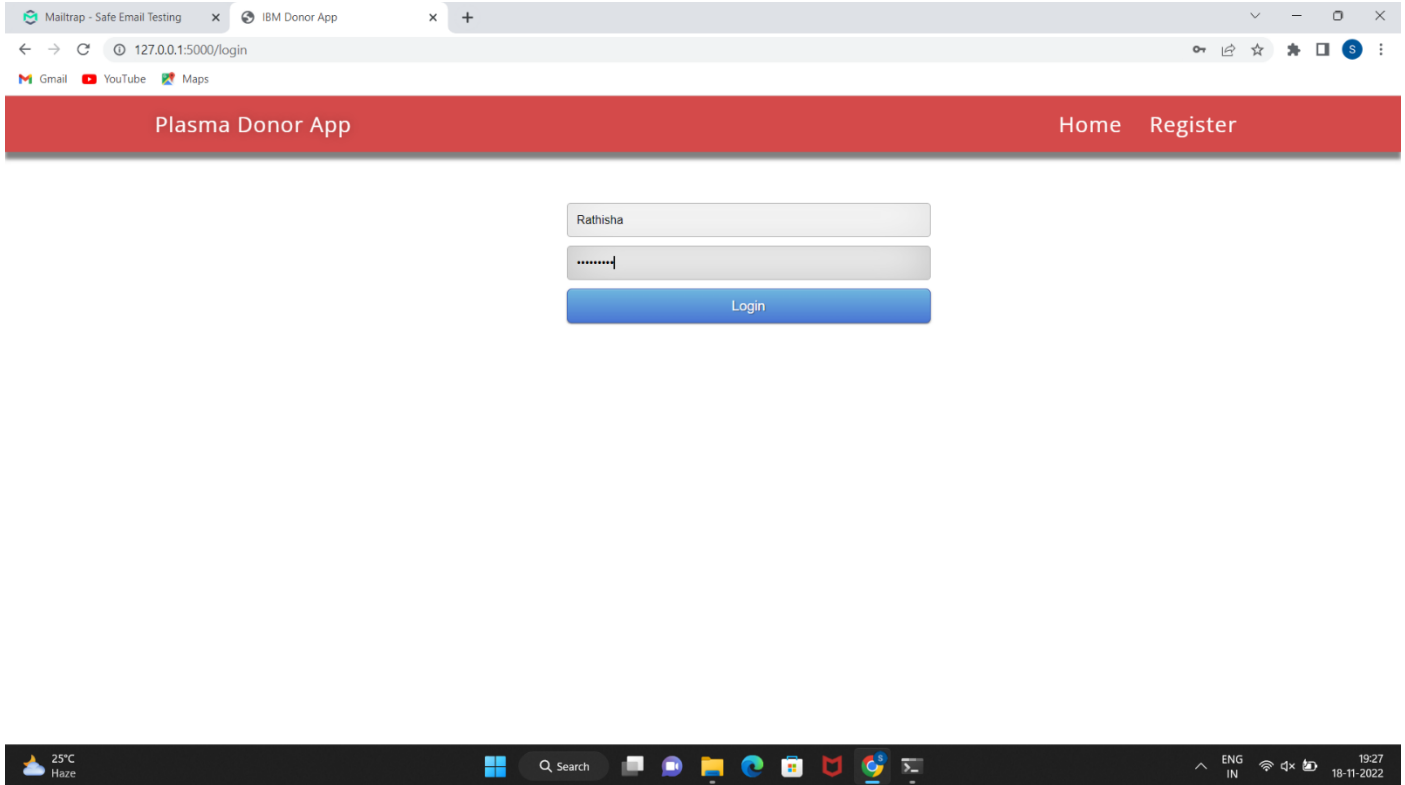 Mailtrap - Safe Email Testing
IBM Donor App
127.0.0.1:5000/login
S
Gmail
YouTube
Maps
Plasma Donor App
Home
Register
Rathisha
•••••••••
Login
25°C
Haze
Search
S
ENG
IN
19:27
18-11-2022